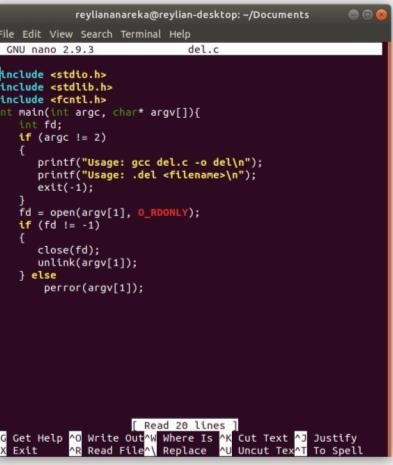 reyliananareka@reylian-desktop: ~/Documents
File Edit View Search Terminal Help
GNU nano 2.9.3 del.c
include <stdio.h>
include <stdlib.h>
include <fcntl.h>
nt main(int argc, char* argv[]){
int fd;
if (argc != 2)
{
printf("Usage: gcc del.c -o del\n");
printf("Usage: .del <filename>\n");
exit(-1);
}
fd = open(argv[1], O_RDONLY);
if (fd != -1)
{
close(fd);
unlink(argv[1]);
} else
perror(argv[1]);
[ Read 20 lines ]
G Get Help ^O Write Out^W Where Is ^K Cut Text ^J Justify
X Exit ^R Read File^\ Replace ^U Uncut Tex^T To Spell